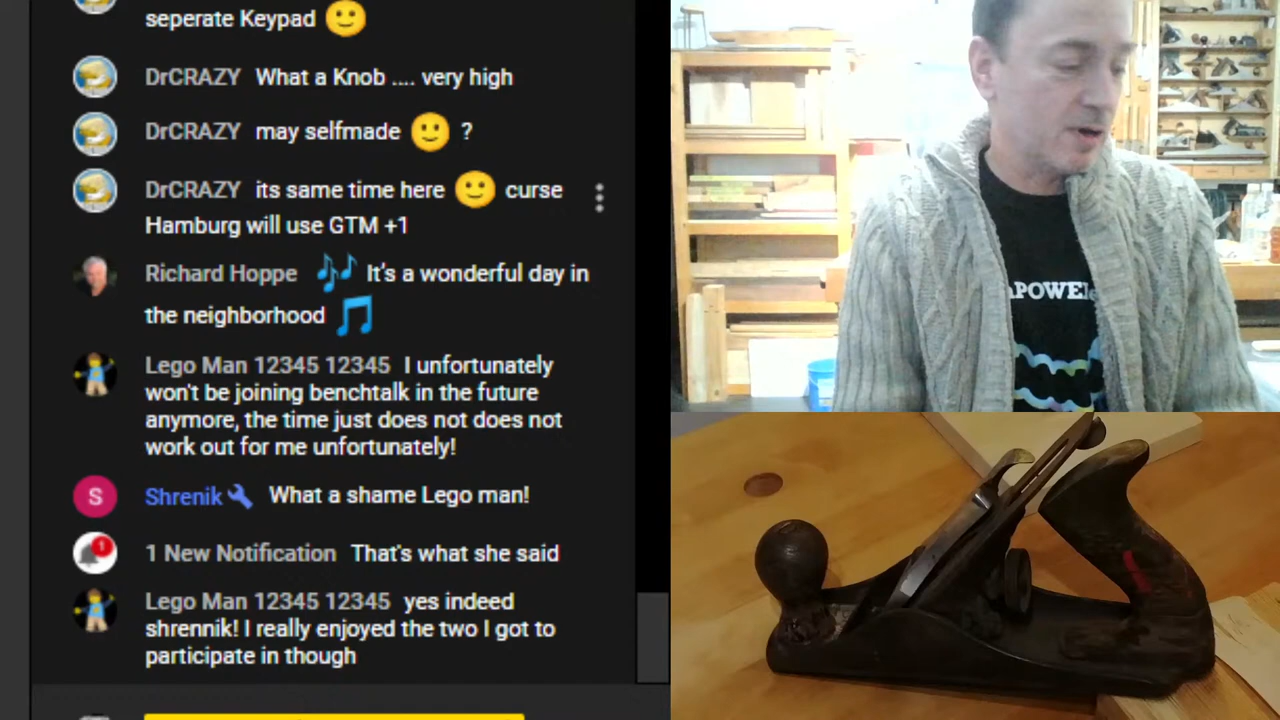 seperate Keypad 🙂
DrCRAZY What a Knob .... very high
DrCRAZY may selfmade 🙂 ?
DrCRAZY its same time here 🙂 curse
Hamburg will use GTM +1
Richard Hoppe 🎶 It's a wonderful day in
the neighborhood 🎵
Lego Man 12345 12345 I unfortunately
won't be joining benchtalk in the future
anymore, the time just does not does not
work out for me unfortunately!
S Shrenik What a shame Lego man!
1 New Notification That's what she said
Lego Man 12345 12345 yes indeed
shrennik! I really enjoyed the two I got to
participate in though